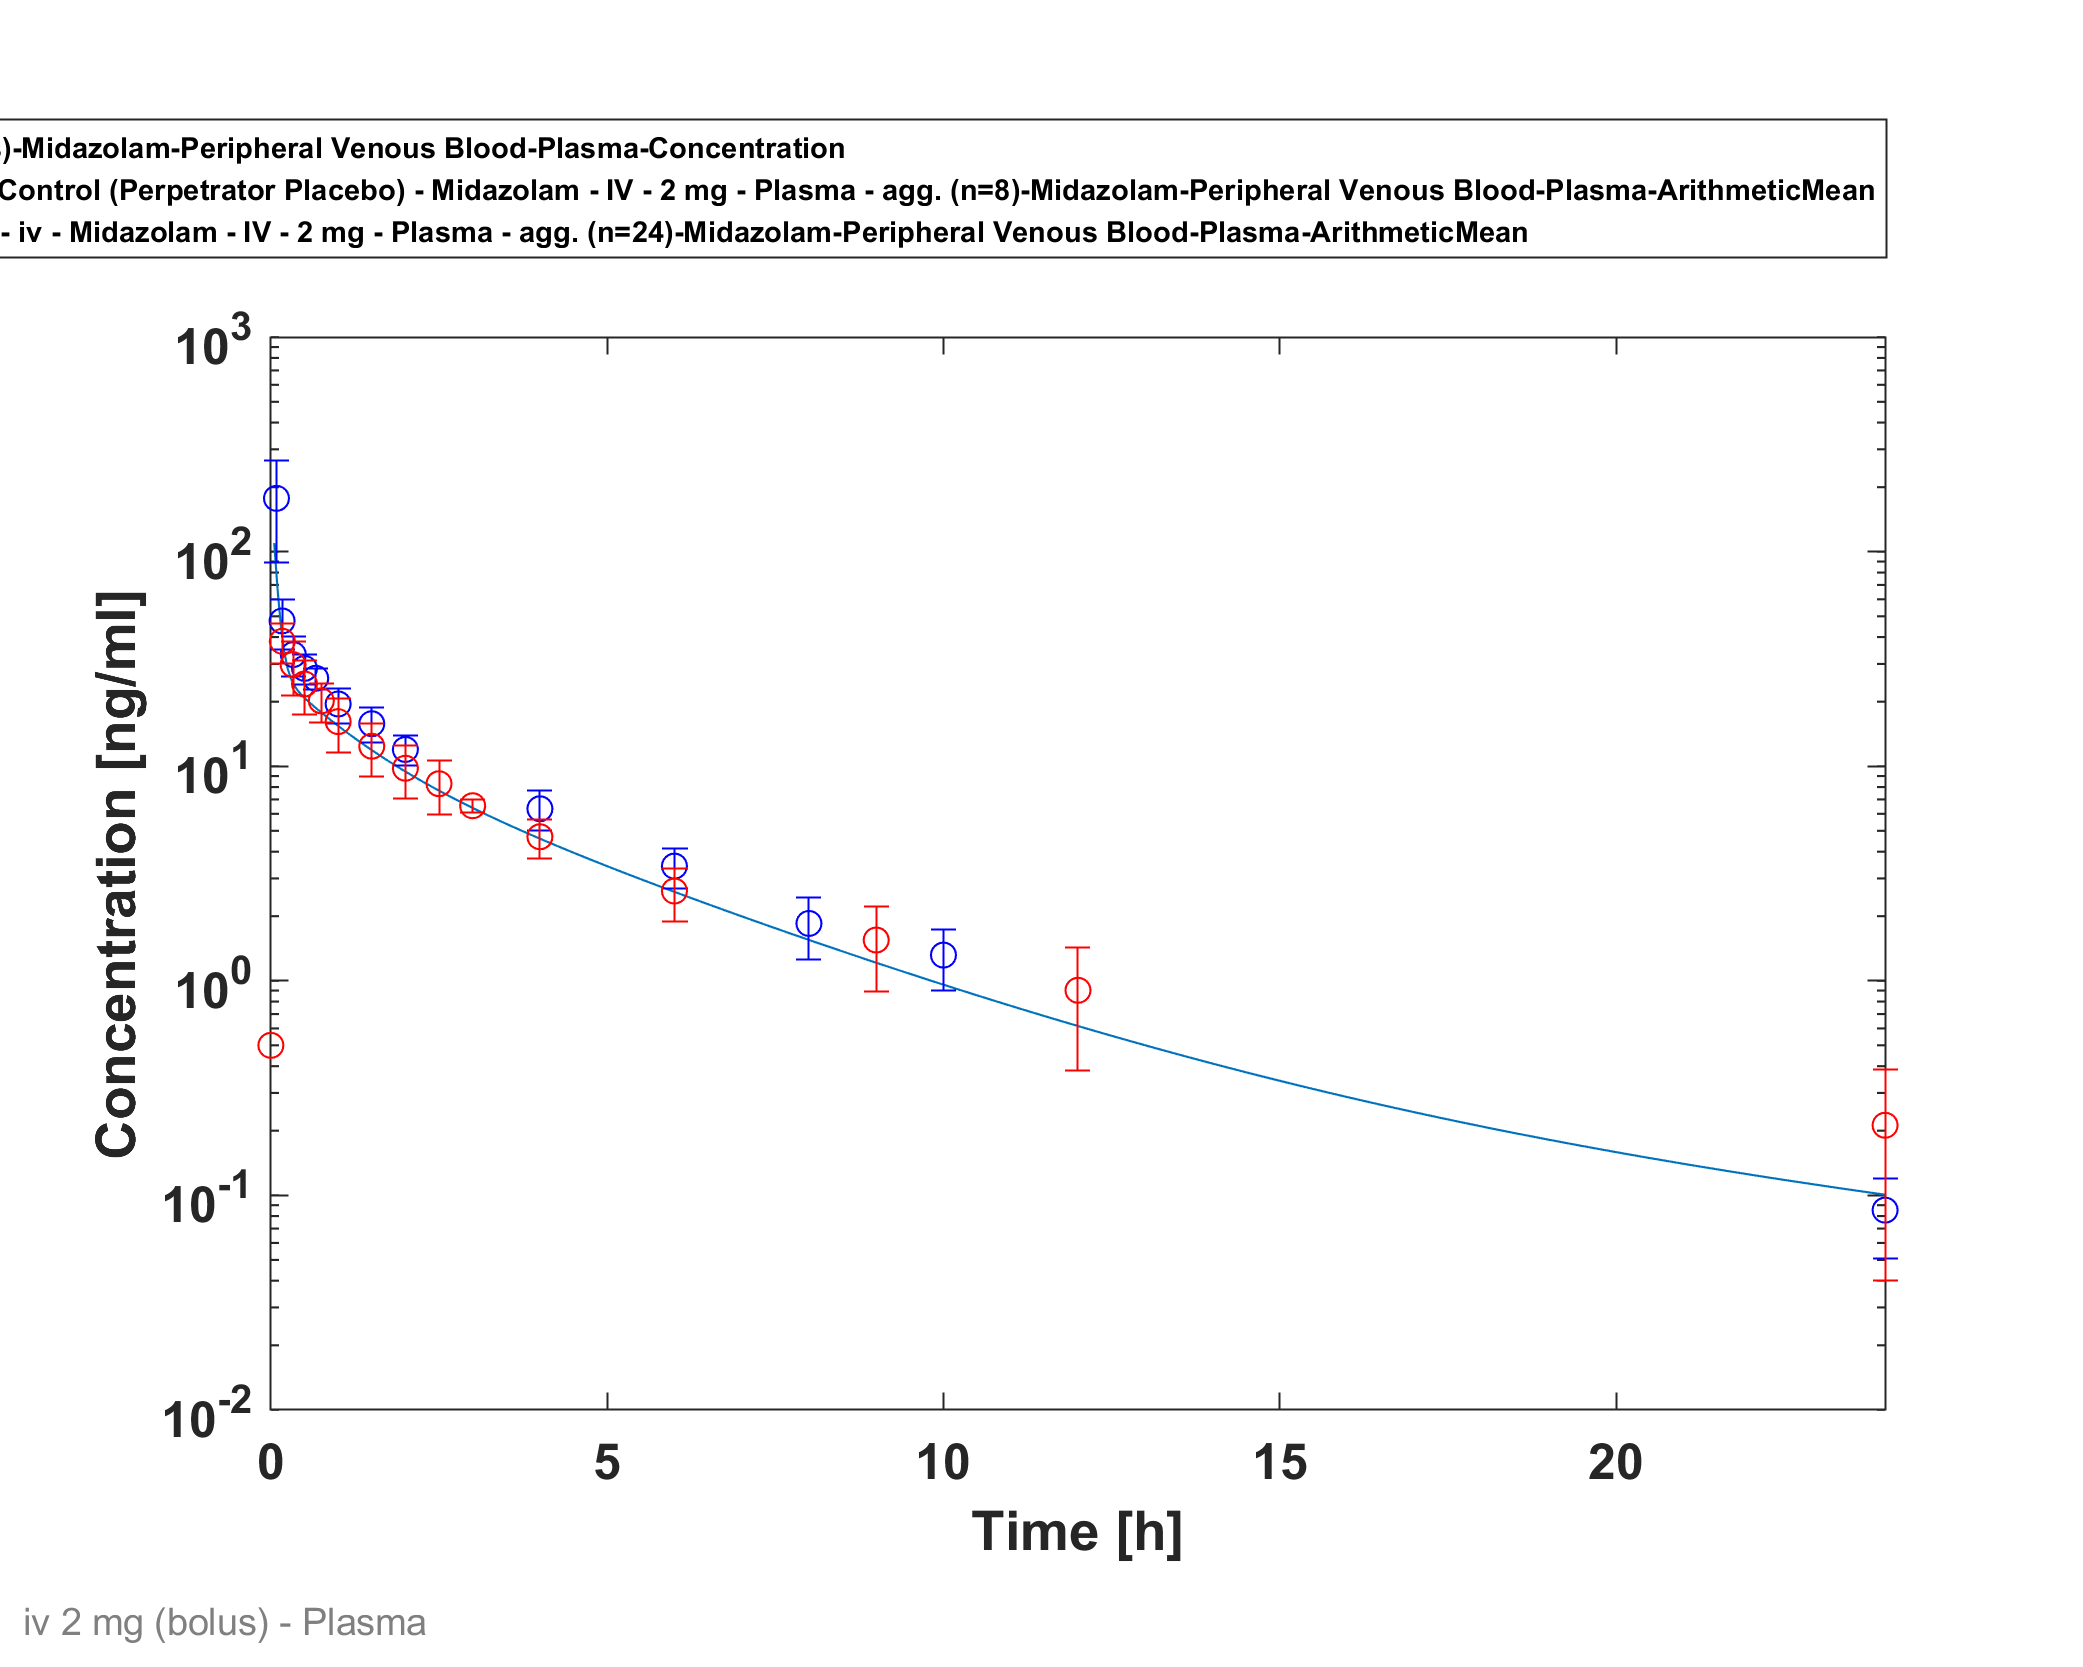 )-Midazolam-Peripheral Venous Blood-Plasma-Concentration
Control (Perpetrator Placebo) - Midazolam - IV - 2 mg - Plasma - agg. (n=8)-Midazolam-Peripheral Venous Blood-Plasma-ArithmeticMean
- iv - Midazolam - IV - 2 mg - Plasma - agg. (n=24)-Midazolam-Peripheral Venous Blood-Plasma-ArithmeticMean
10^3
10^2
10^1
10^0
10^-1
10^-2
Concentration [ng/ml]
0 5 10 15 20
Time [h]
iv 2 mg (bolus) - Plasma